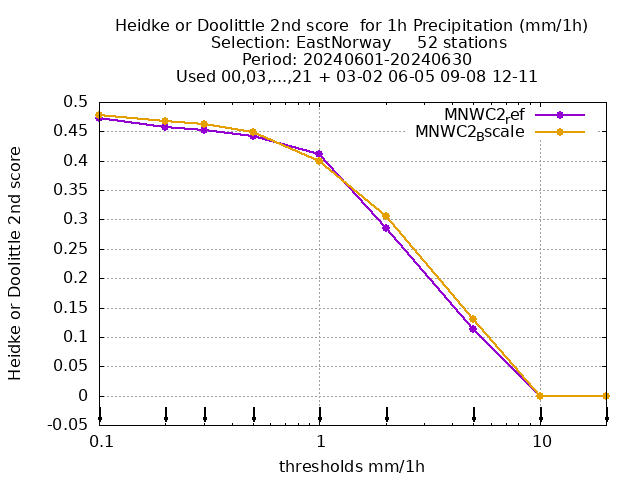 Heidke or Doolittle 2nd score  for 1h Precipitation (mm/1h)
Selection: EastNorway     52 stations
Period: 20240601-20240630
Used 00,03,...,21 + 03-02 06-05 09-08 12-11
MNWC2ref
MNWC2Bscale
Heidke or Doolittle 2nd score
0.5
0.45
0.4
0.35
0.3
0.25
0.2
0.15
0.1
0.05
0
-0.05
0.1 1 10
thresholds mm/1h